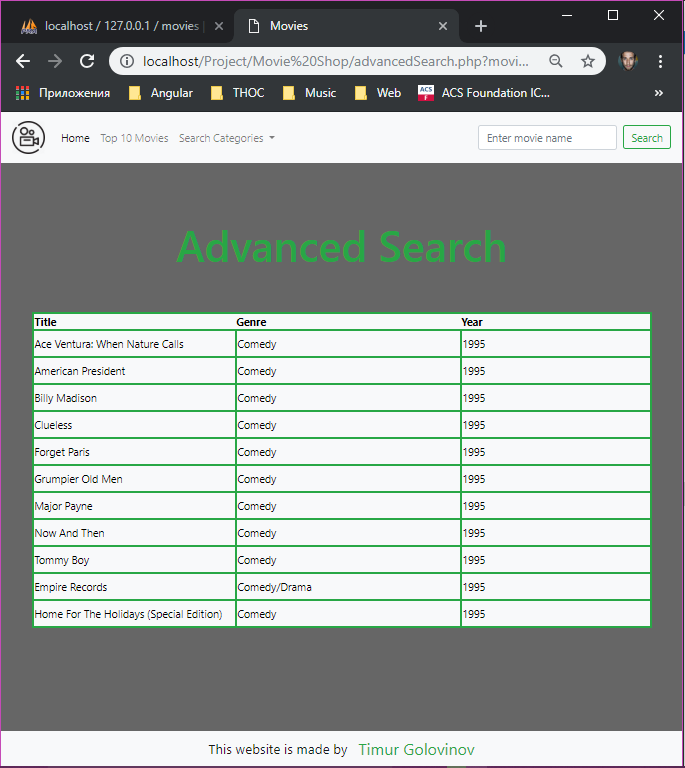 localhost / 127.0.0.1 / movies |
Movies
localhost/Project/Movie%20Shop/advancedSearch.php?movi...
Приложения Angular THOC Music Web ACS ACS Foundation IC...
Home Top 10 Movies Search Categories Enter movie name Search
Advanced Search
Title Genre Year
Ace Ventura: When Nature Calls Comedy 1995
American President Comedy 1995
Billy Madison Comedy 1995
Clueless Comedy 1995
Forget Paris Comedy 1995
Grumpier Old Men Comedy 1995
Major Payne Comedy 1995
Now And Then Comedy 1995
Tommy Boy Comedy 1995
Empire Records Comedy/Drama 1995
Home For The Holidays (Special Edition) Comedy 1995
This website is made by Timur Golovinov